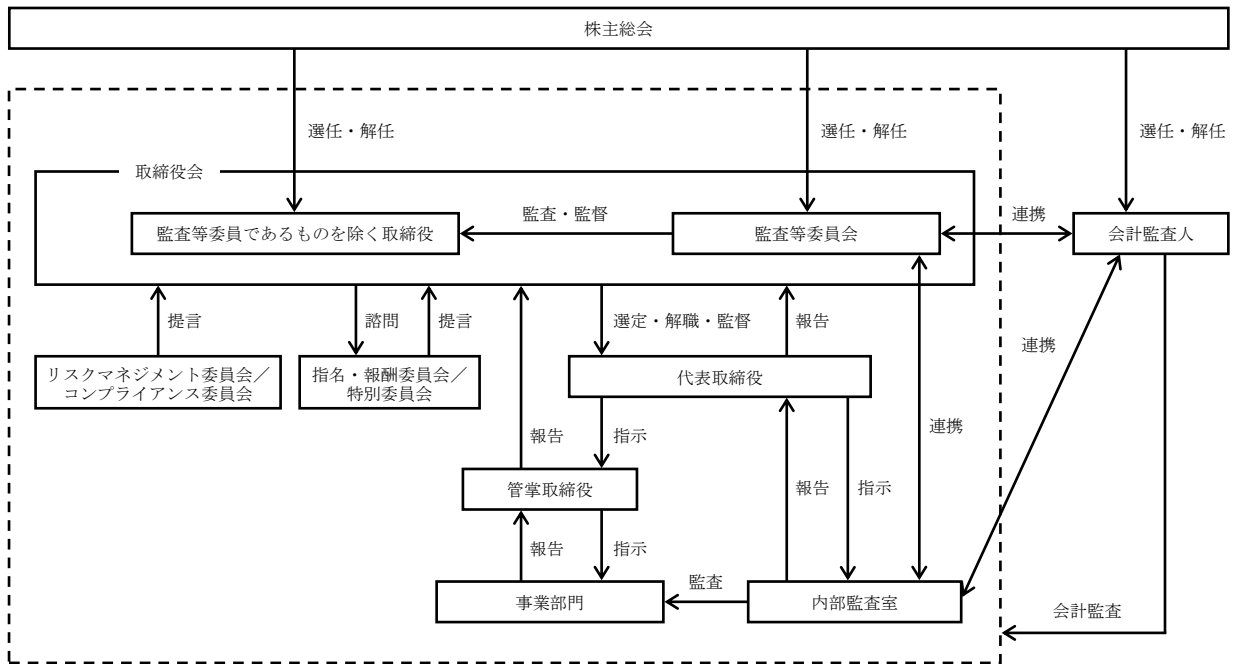 株主総会
選任・解任
選任・解任
選任・解任
取締役会
監査・監督
連携
監査等委員であるものを除く取締役
監査等委員会
会計監査人
提言
諮問
提言
選定・解職・監督
報告
連携
リスクマネジメント委員会／
コンプライアンス委員会
指名・報酬委員会／
特別委員会
代表取締役
報告
指示
連携
管掌取締役
報告
指示
報告
指示
監査
事業部門
内部監査室
会計監査